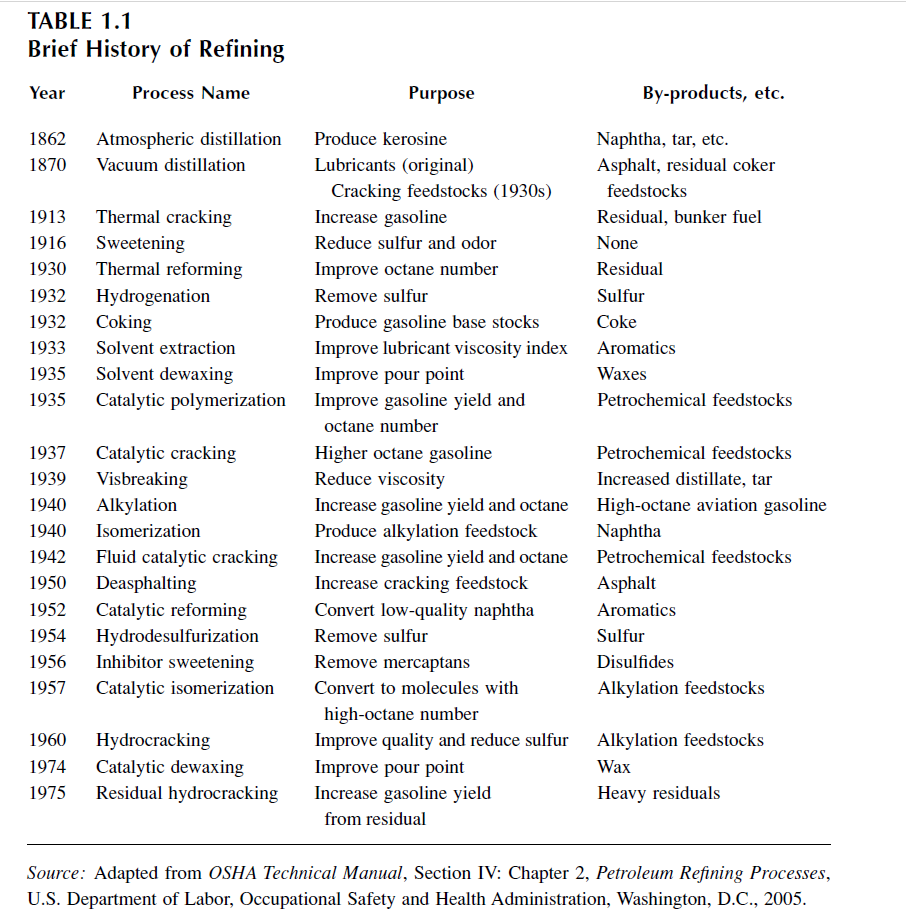 TABLE 1.1
Brief History of Refining
Year Process Name Purpose By-products, etc.
1862 Atmospheric distillation Produce kerosine Naphtha, tar, etc.
1870 Vacuum distillation Lubricants (original) Asphalt, residual coker
Cracking feedstocks (1930s) feedstocks
1913 Thermal cracking Increase gasoline Residual, bunker fuel
1916 Sweetening Reduce sulfur and odor None
1930 Thermal reforming Improve octane number Residual
1932 Hydrogenation Remove sulfur Sulfur
1932 Coking Produce gasoline base stocks Coke
1933 Solvent extraction Improve lubricant viscosity index Aromatics
1935 Solvent dewaxing Improve pour point Waxes
1935 Catalytic polymerization Improve gasoline yield and Petrochemical feedstocks
octane number
1937 Catalytic cracking Higher octane gasoline Petrochemical feedstocks
1939 Visbreaking Reduce viscosity Increased distillate, tar
1940 Alkylation Increase gasoline yield and octane High-octane aviation gasoline
1940 Isomerization Produce alkylation feedstock Naphtha
1942 Fluid catalytic cracking Increase gasoline yield and octane Petrochemical feedstocks
1950 Deasphalting Increase cracking feedstock Asphalt
1952 Catalytic reforming Convert low-quality naphtha Aromatics
1954 Hydrodesulfurization Remove sulfur Sulfur
1956 Inhibitor sweetening Remove mercaptans Disulfides
1957 Catalytic isomerization Convert to molecules with Alkylation feedstocks
high-octane number
1960 Hydrocracking Improve quality and reduce sulfur Alkylation feedstocks
1974 Catalytic dewaxing Improve pour point Wax
1975 Residual hydrocracking Increase gasoline yield Heavy residuals
from residual
Source: Adapted from OSHA Technical Manual, Section IV: Chapter 2, Petroleum Refining Processes,
U.S. Department of Labor, Occupational Safety and Health Administration, Washington, D.C., 2005.